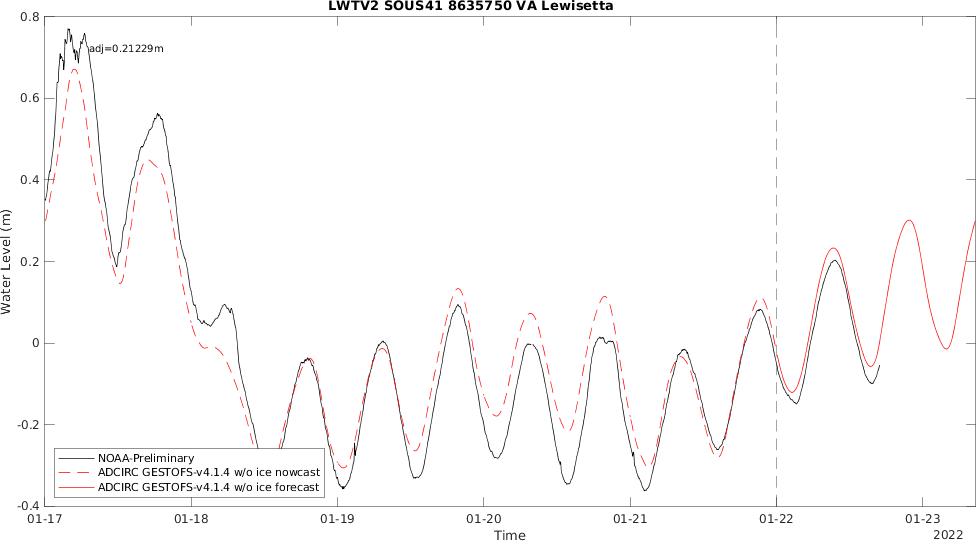 LWTV2 SOUS41 8635750 VA Lewisetta
0.8
0.6
0.4
0.2
0
-0.2
-0.4
Water Level (m)
adj=0.21229m
NOAA-Preliminary
ADCIRC GESTOFS-v4.1.4 w/o ice nowcast
ADCIRC GESTOFS-v4.1.4 w/o ice forecast
01-17 01-18 01-19 01-20 01-21 01-22 01-23
Time
2022